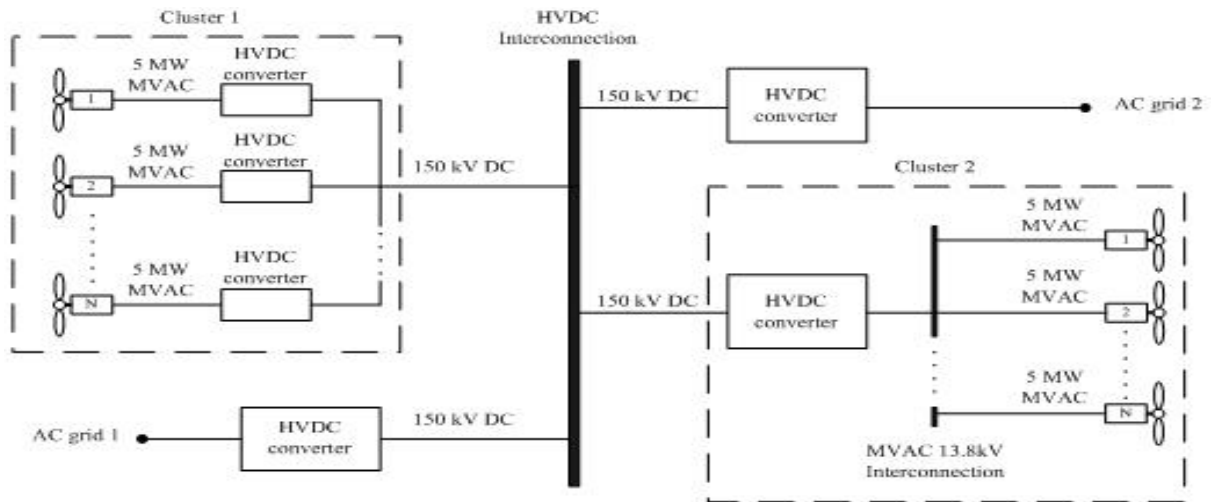 Cluster 1
HVDC
Interconnection
5 MW
MVAC
HVDC
converter
1
5 MW
MVAC
HVDC
converter
2
5 MW
MVAC
HVDC
converter
N
150 kV DC
150 kV DC
HVDC
converter
AC grid 2
Cluster 2
150 kV DC
HVDC
converter
5 MW
MVAC
1
5 MW
MVAC
2
5 MW
MVAC
N
MVAC 13.8kV
Interconnection
AC grid 1
HVDC
converter
150 kV DC